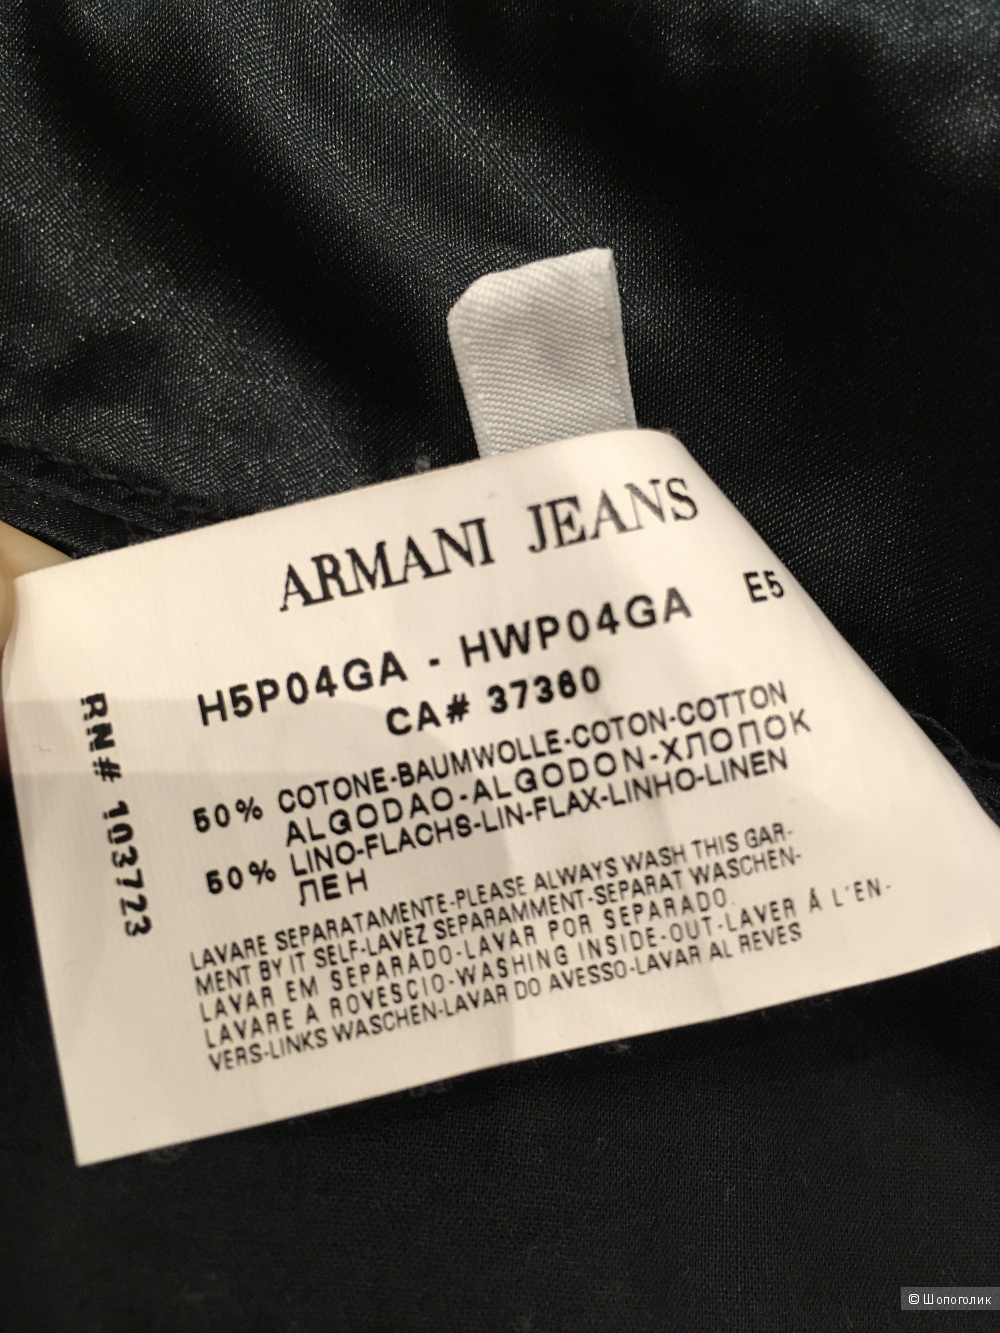 ARMANI JEANS
H5P04GA - HWP04GA E5
CA# 37360
RN# 103723
50% COTONE-BAUMWOLLE-COTON-COTTON
ALGODAO-ALGODON-ХЛОПОК
50% LINO-FLACHS-LIN-FLAX-LINHO-LINEN
ЛЕН
LAVARE SEPARATAMENTE-PLEASE ALWAYS WASH THIS GAR-
MENT BY IT SELF-LAVEZ SEPARAMMENT-SEPARAT WASCHEN-
LAVAR EM SEPARADO-LAVAR POR SEPARADO.
LAVARE A ROVESCIO-WASHING INSIDE-OUT-LAVER Á L'EN-
VERS-LINKS WASCHEN-LAVAR DO AVESSO-LAVAR AL REVES
© Шопоголик